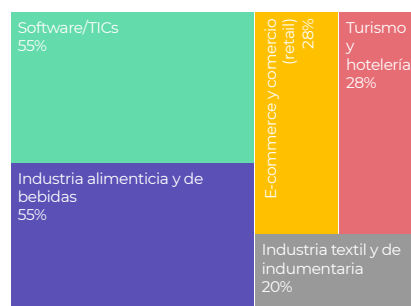 Software/TICs
55%
Industria alimenticia y de
bebidas
55%
E-commerce y comercio
(retail)
28%
Turismo
y
hotelería
28%
Industria textil y de
indumentaria
20%